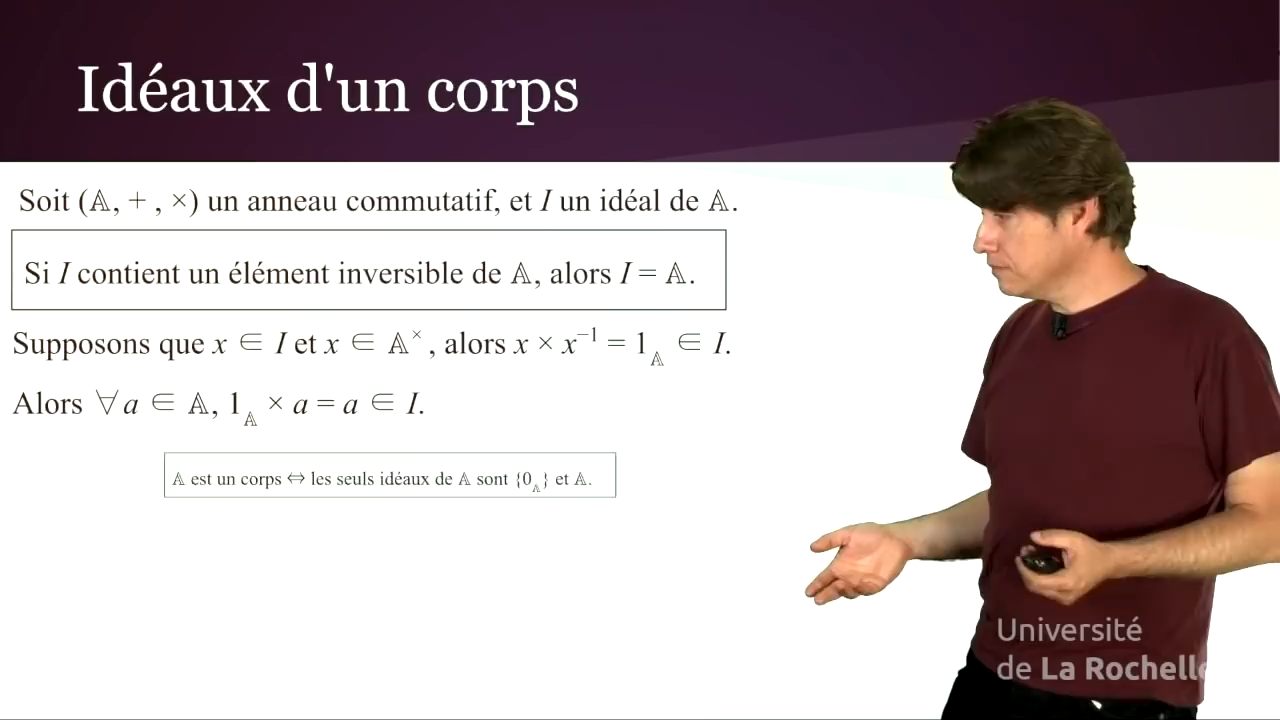 Idéaux d'un corps
Soit (𝔸, + , ×) un anneau commutatif, et I un idéal de 𝔸.
Si I contient un élément inversible de 𝔸, alors I = 𝔸.
Supposons que x ∈ I et x ∈ 𝔸^×, alors x × x^{–1} = 1_𝔸 ∈ I.
Alors ∀a ∈ 𝔸, 1_𝔸 × a = a ∈ I.
𝔸 est un corps ⇔ les seuls idéaux de 𝔸 sont {0_𝔸} et 𝔸.
Université
de La Rochelle